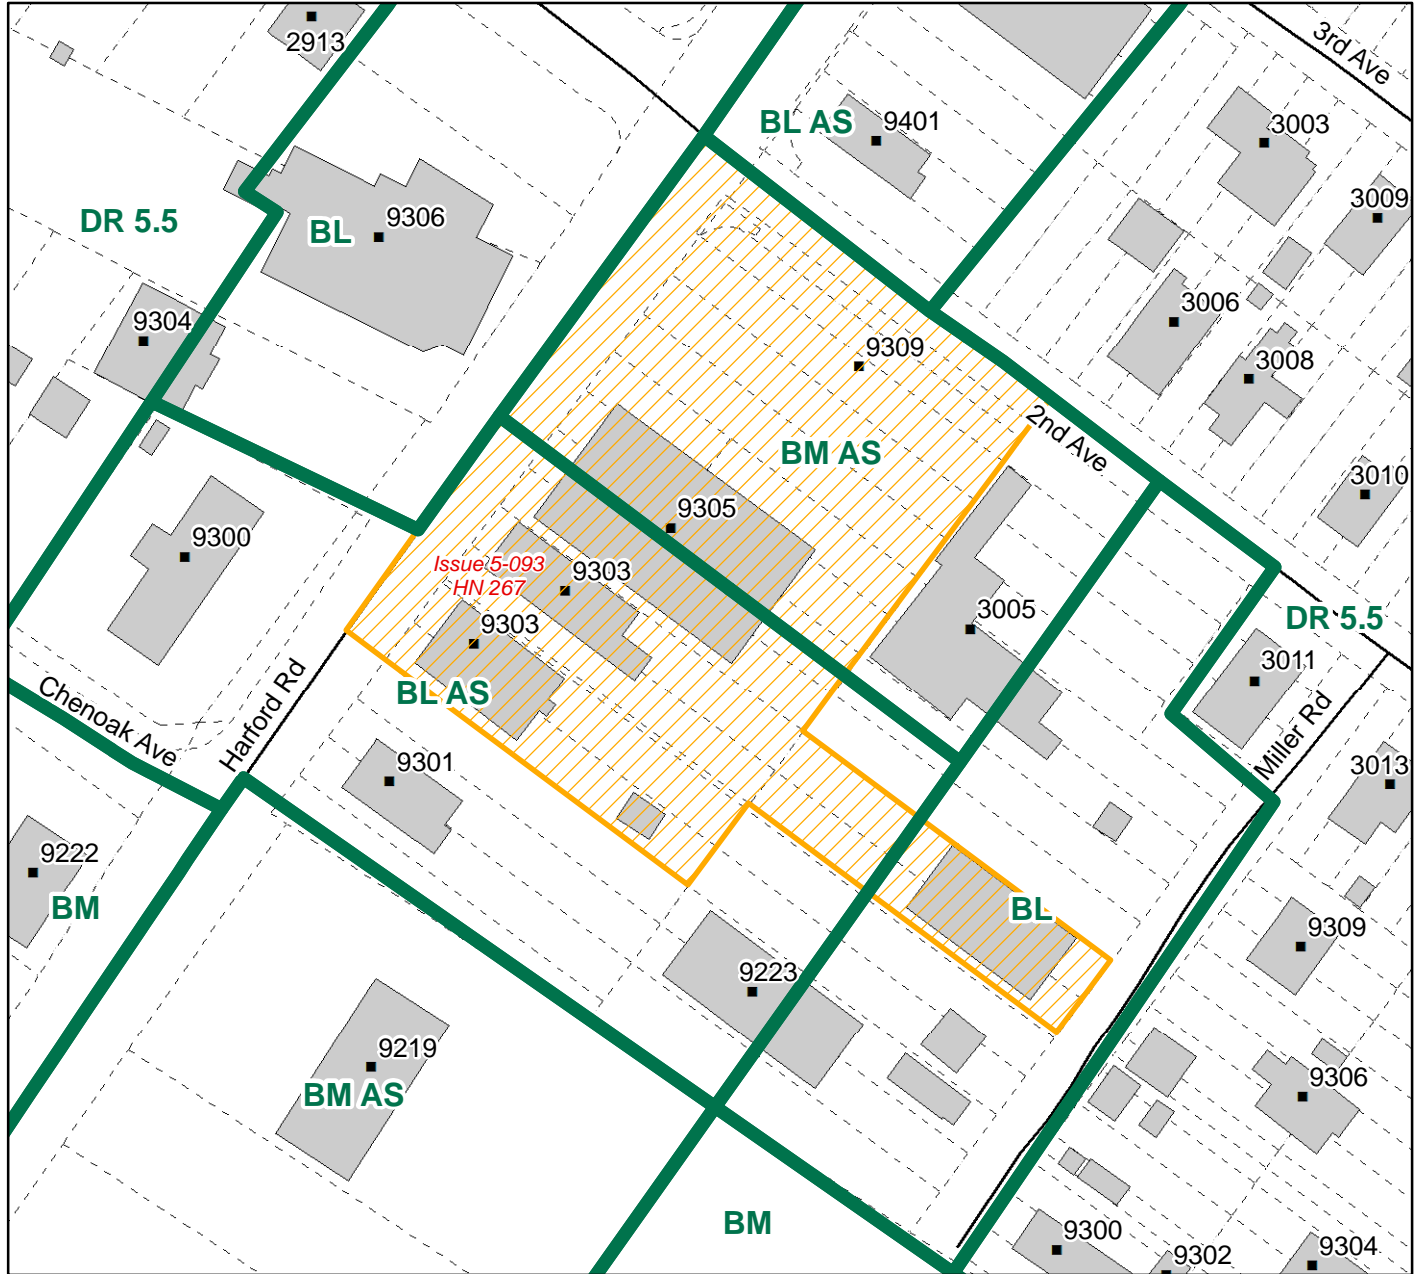 2913
3rd Ave
BL AS
9401
3003
3009
DR 5.5
BL
9306
9304
3006
9309
3008
2nd Ave
BM AS
3010
9305
9300
Issue 5-093
HN 267
9303
9303
3005
DR 5.5
3011
BL AS
Chenoak Ave
Harford Rd
Miller Rd
9301
3013
9222
BM
BL
9309
9223
9219
BM AS
9306
BM
9300
9302
9304